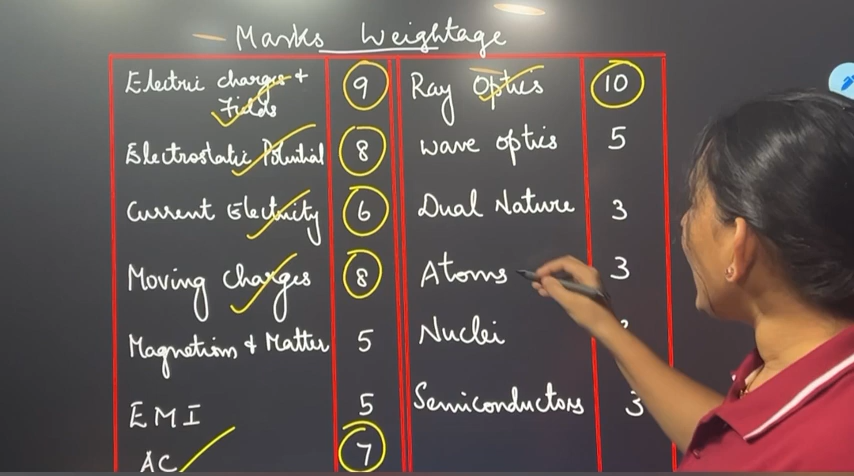 Marks Weightage
Electric charges +
Fields
9
Electrostatic Potential
8
Current Electricity
6
Moving charges
8
Magnetism + Matter
5
EMI
5
AC
7
Ray Optics
10
wave optics
5
Dual Nature
3
Atoms
3
Nuclei
Semiconductors
3